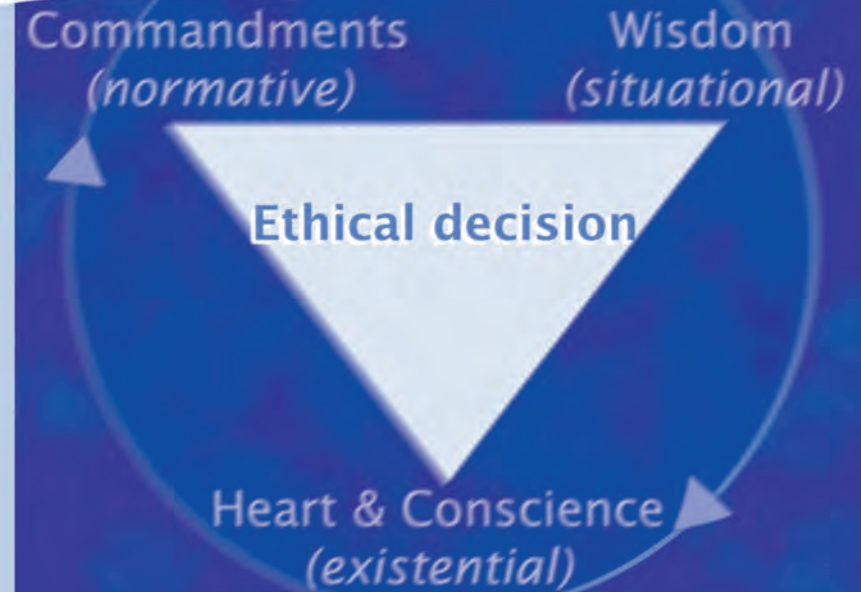 Commandments
(normative)
Wisdom
(situational)
Ethical decision
Heart & Conscience
(existential)